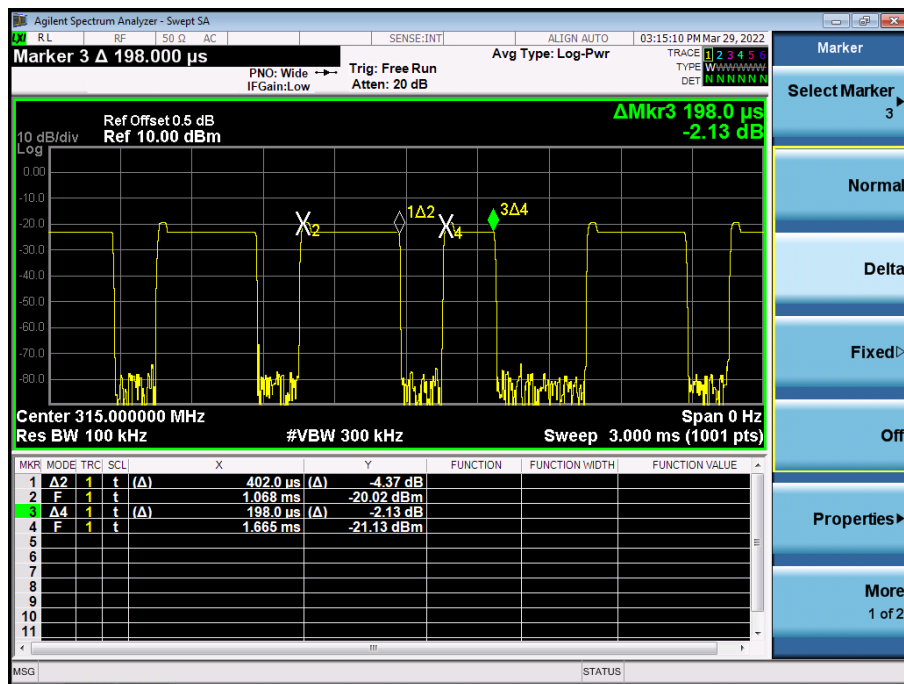 Agilent Spectrum Analyzer - Swept SA
LXI RL RF 50 Ω AC SENSE:INT ALIGN AUTO 03:15:10 PM Mar 29, 2022
Marker 3 Δ 198.000 µs
PNO: Wide
IFGain:Low
Trig: Free Run
Atten: 20 dB
Avg Type: Log-Pwr
TRACE 1 2 3 4 5 6
TYPE WWWWWW
DET N N N N N N
Ref Offset 0.5 dB
10 dB/div Ref 10.00 dBm
Log
ΔMkr3 198.0 µs
-2.13 dB
0.00
-10.0
-20.0
-30.0
-40.0
-50.0
-60.0
-70.0
-80.0
2
1Δ2
4
3Δ4
Center 315.000000 MHz Span 0 Hz
Res BW 100 kHz #VBW 300 kHz Sweep 3.000 ms (1001 pts)
MKR MODE TRC SCL X Y FUNCTION FUNCTION WIDTH FUNCTION VALUE
1 Δ2 1 t (Δ) 402.0 µs (Δ) -4.37 dB
2 F 1 t 1.068 ms -20.02 dBm
3 Δ4 1 t (Δ) 198.0 µs (Δ) -2.13 dB
4 F 1 t 1.665 ms -21.13 dBm
5
6
7
8
9
10
11
MSG STATUS
Marker
Select Marker
3
Normal
Delta
Fixed
Off
Properties
More
1 of 2